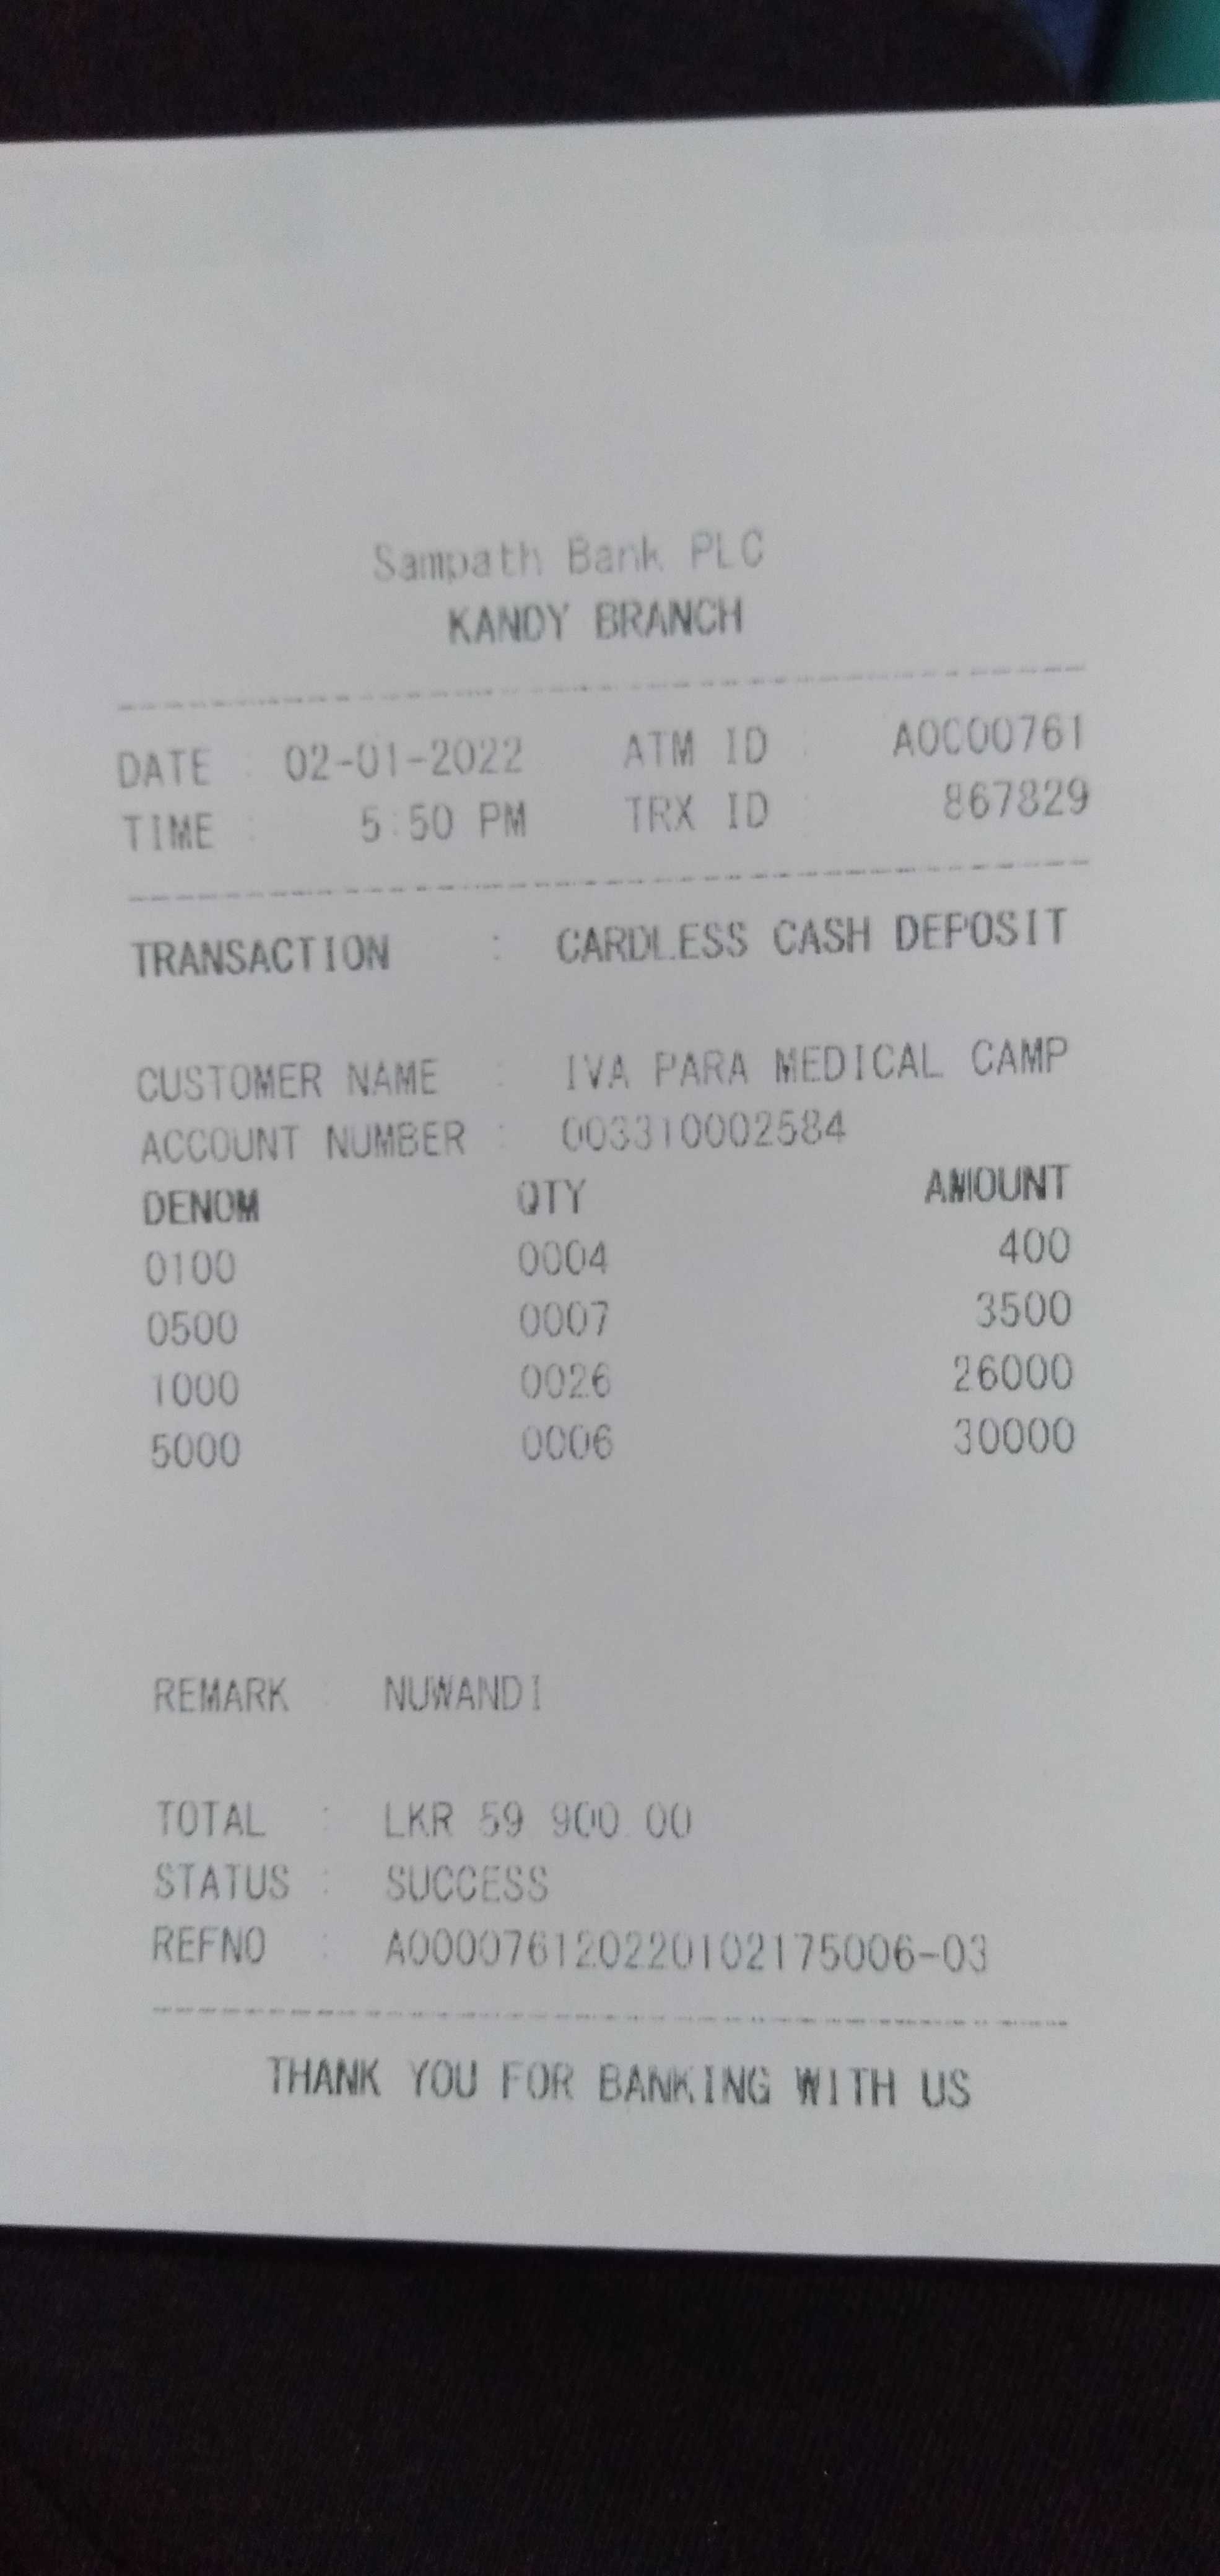 Sampath Bank PLC
KANDY BRANCH
DATE : 02-01-2022 ATM ID : A0C00761
TIME : 5:50 PM TRX ID : 867829
TRANSACTION : CARDLESS CASH DEPOSIT
CUSTOMER NAME : IVA PARA MEDICAL CAMP
ACCOUNT NUMBER : 003310002584
DENOM QTY AMOUNT
0100 0004 400
0500 0007 3500
1000 0026 26000
5000 0006 30000
REMARK : NUWANDI
TOTAL : LKR 59 900 00
STATUS : SUCCESS
REFNO : A000076120220102175006-03
THANK YOU FOR BANKING WITH US